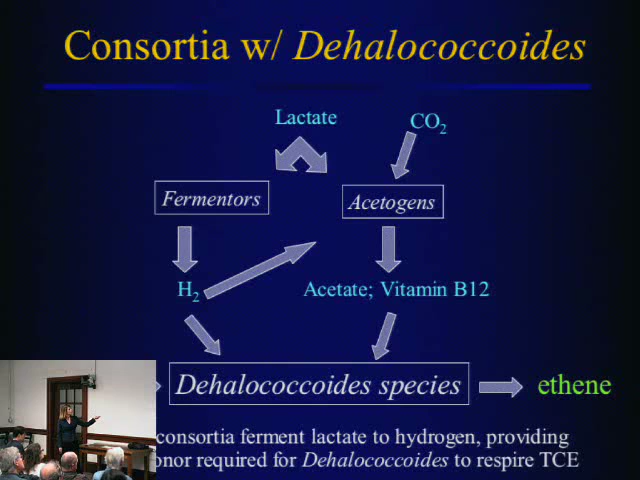 Consortia w/ Dehalococcoides
Lactate
CO2
Fermentors
Acetogens
H2
Acetate; Vitamin B12
Dehalococcoides species
ethene
consortia ferment lactate to hydrogen, providing
required for Dehalococcoides to respire TCE